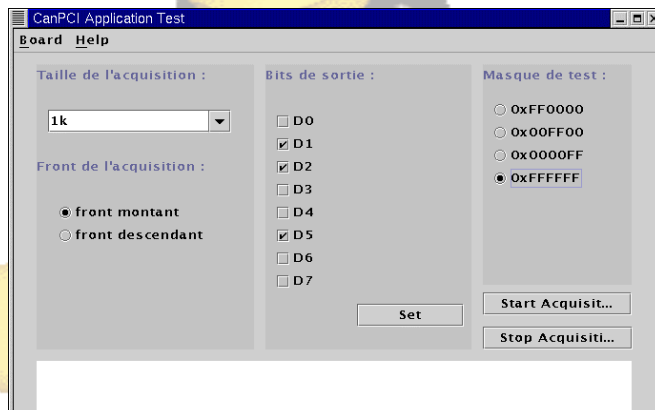 CanPCI Application Test
Board Help
Taille de l'acquisition :
1k
Front de l'acquisition :
front montant
front descendant
Bits de sortie :
D0
D1
D2
D3
D4
D5
D6
D7
Set
Masque de test :
0xFF0000
0x00FF00
0x0000FF
0xFFFFFF
Start Acquisit...
Stop Acquisiti...